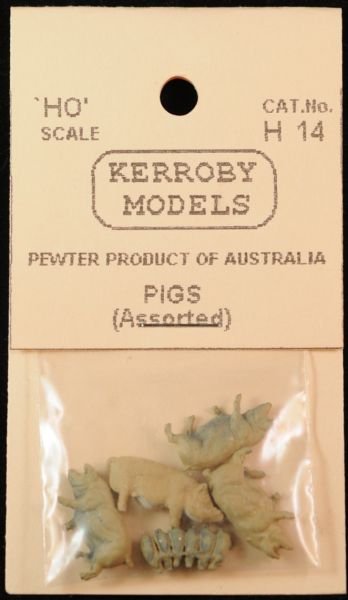 'HO'
SCALE
CAT.No.
H 14
KERROBY
MODELS
PEWTER PRODUCT OF AUSTRALIA
PIGS
(Assorted)